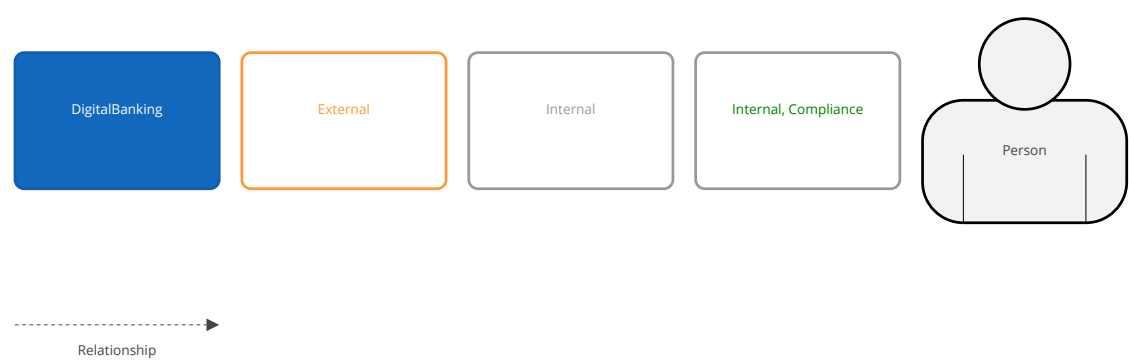 DigitalBanking
External
Internal
Internal, Compliance
Person
Relationship